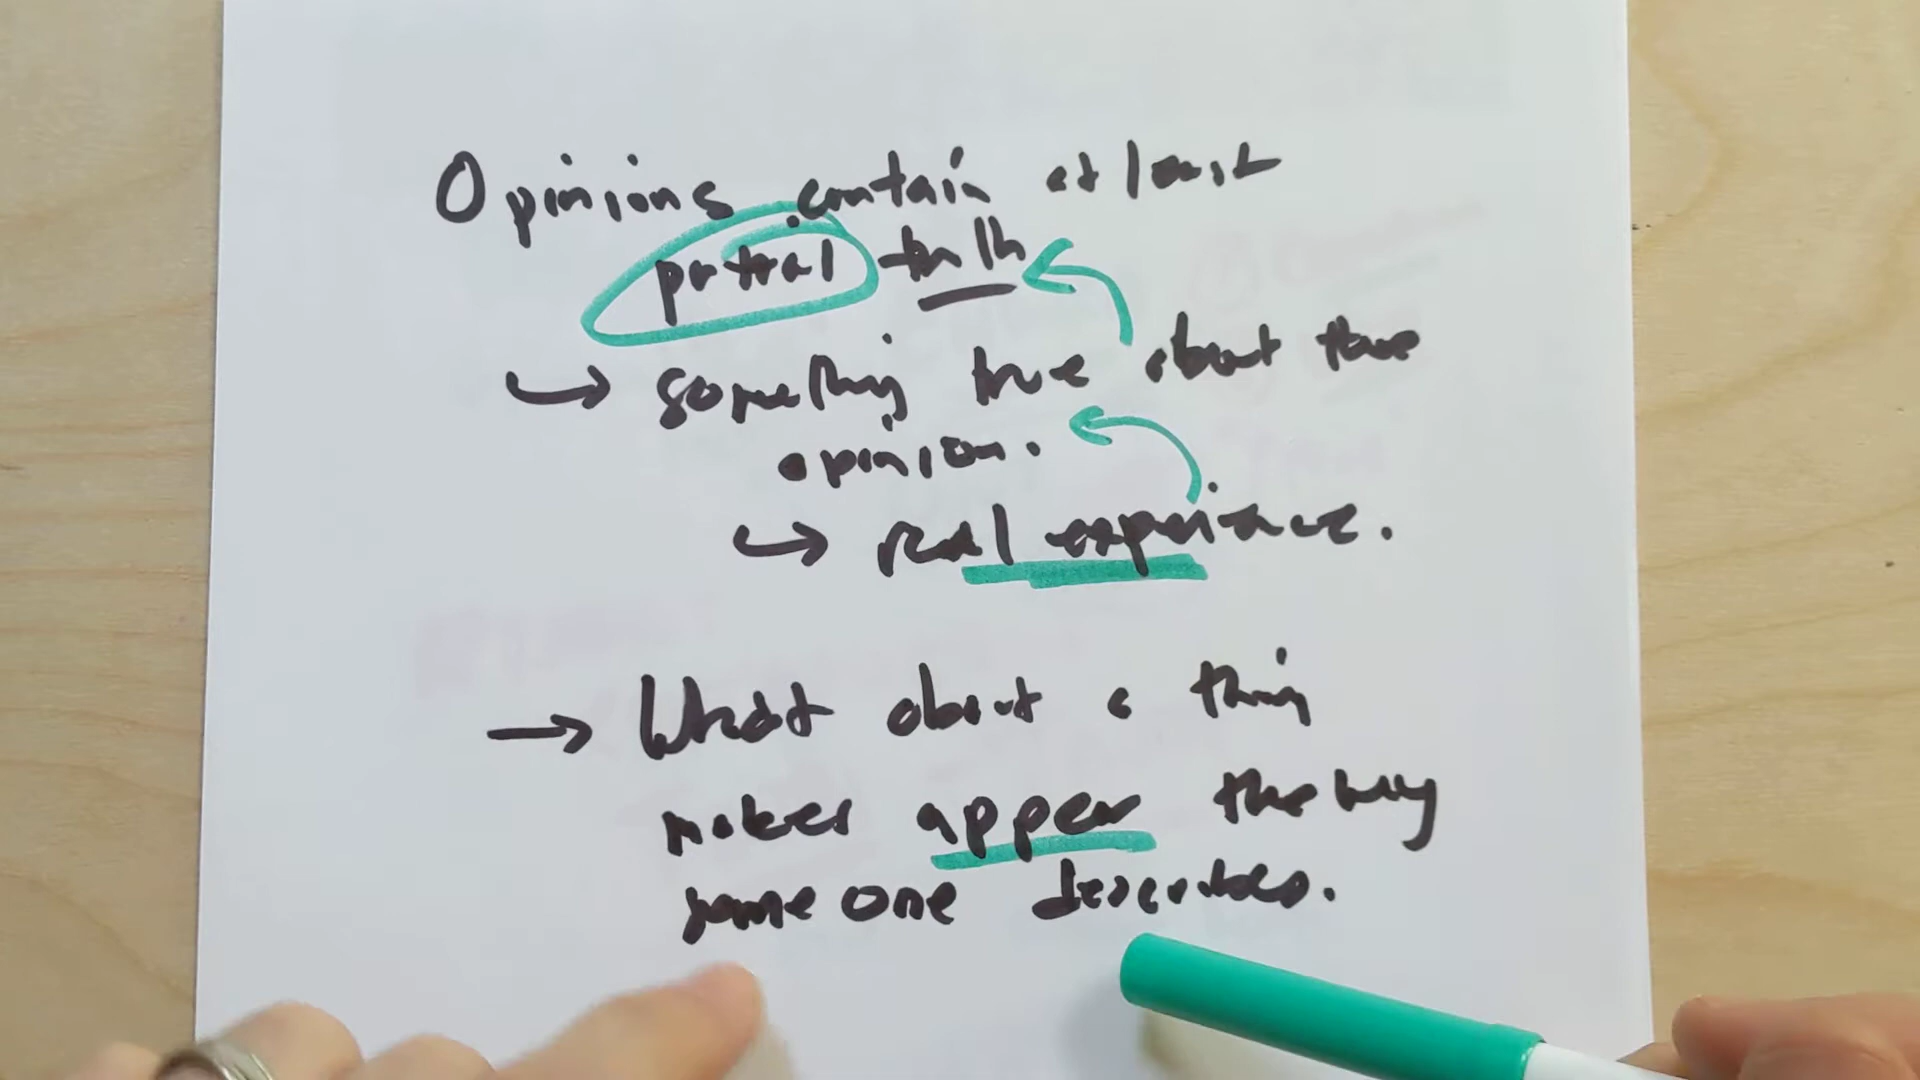 Opinions contain at least
partial truth
↪ something true about those
opinion.
↪ real experience.
→ What about a thing
makes appear the way
someone describes.